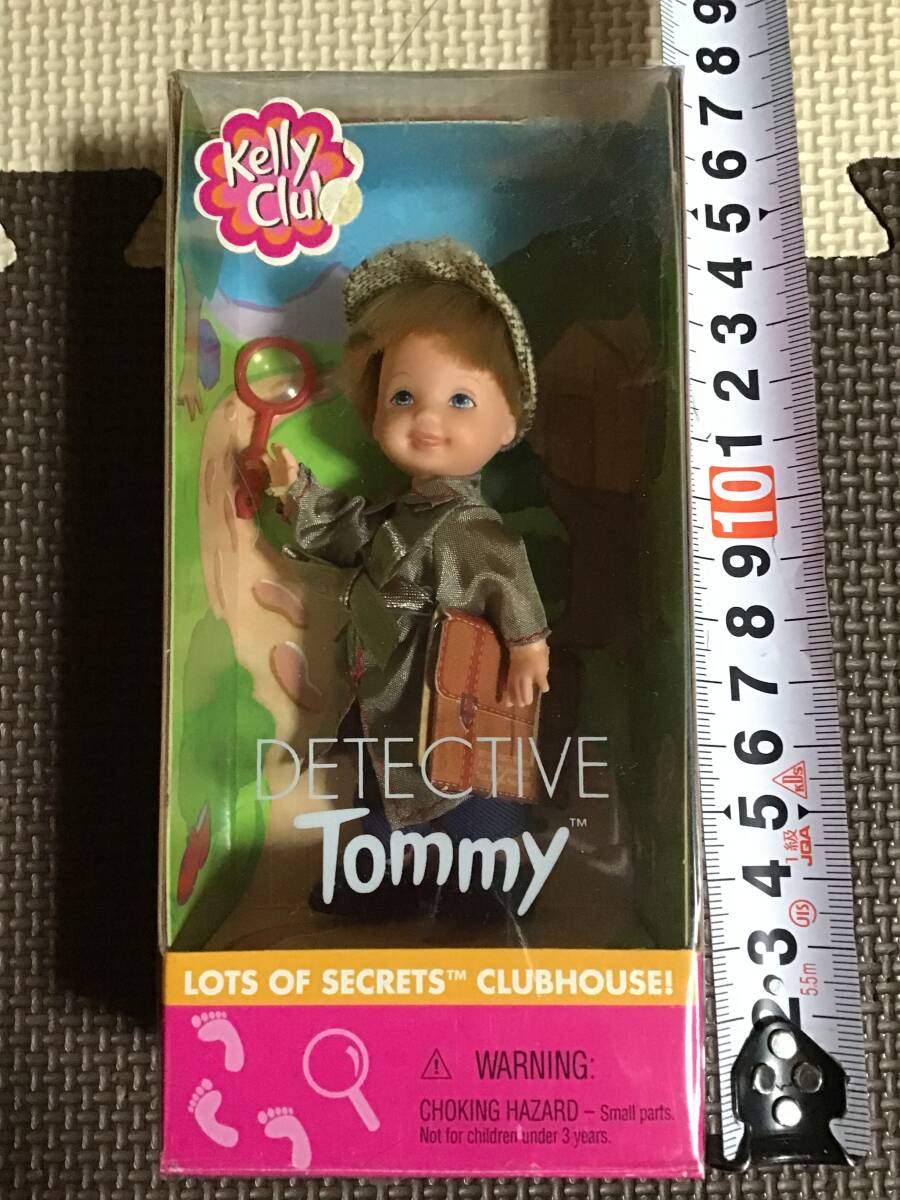 Kelly
Clu
DETECTIVE
Tommy™
LOTS OF SECRETS™ CLUBHOUSE!
⚠ WARNING:
CHOKING HAZARD – Small parts.
Not for children under 3 years.
9
8
7
6
5
4
3
2
1
10
9
8
7
6
5
4
3
2
KDS
1級
JQA
JIS
5.5m